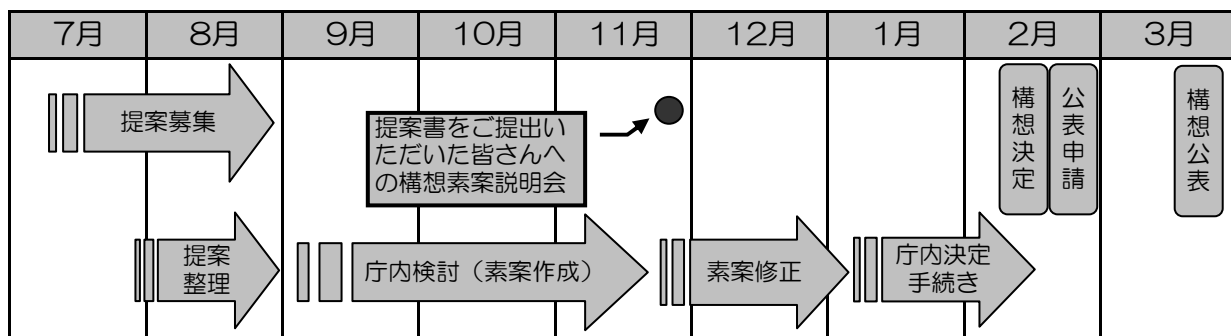 7月 8月 9月 10月 11月 12月 1月 2月 3月
提案募集
提案書をご提出い
ただいた皆さんへ
の構想素案説明会
構想決定
公表申請
構想公表
提案
整理
庁内検討（素案作成）
素案修正
庁内決定
手続き